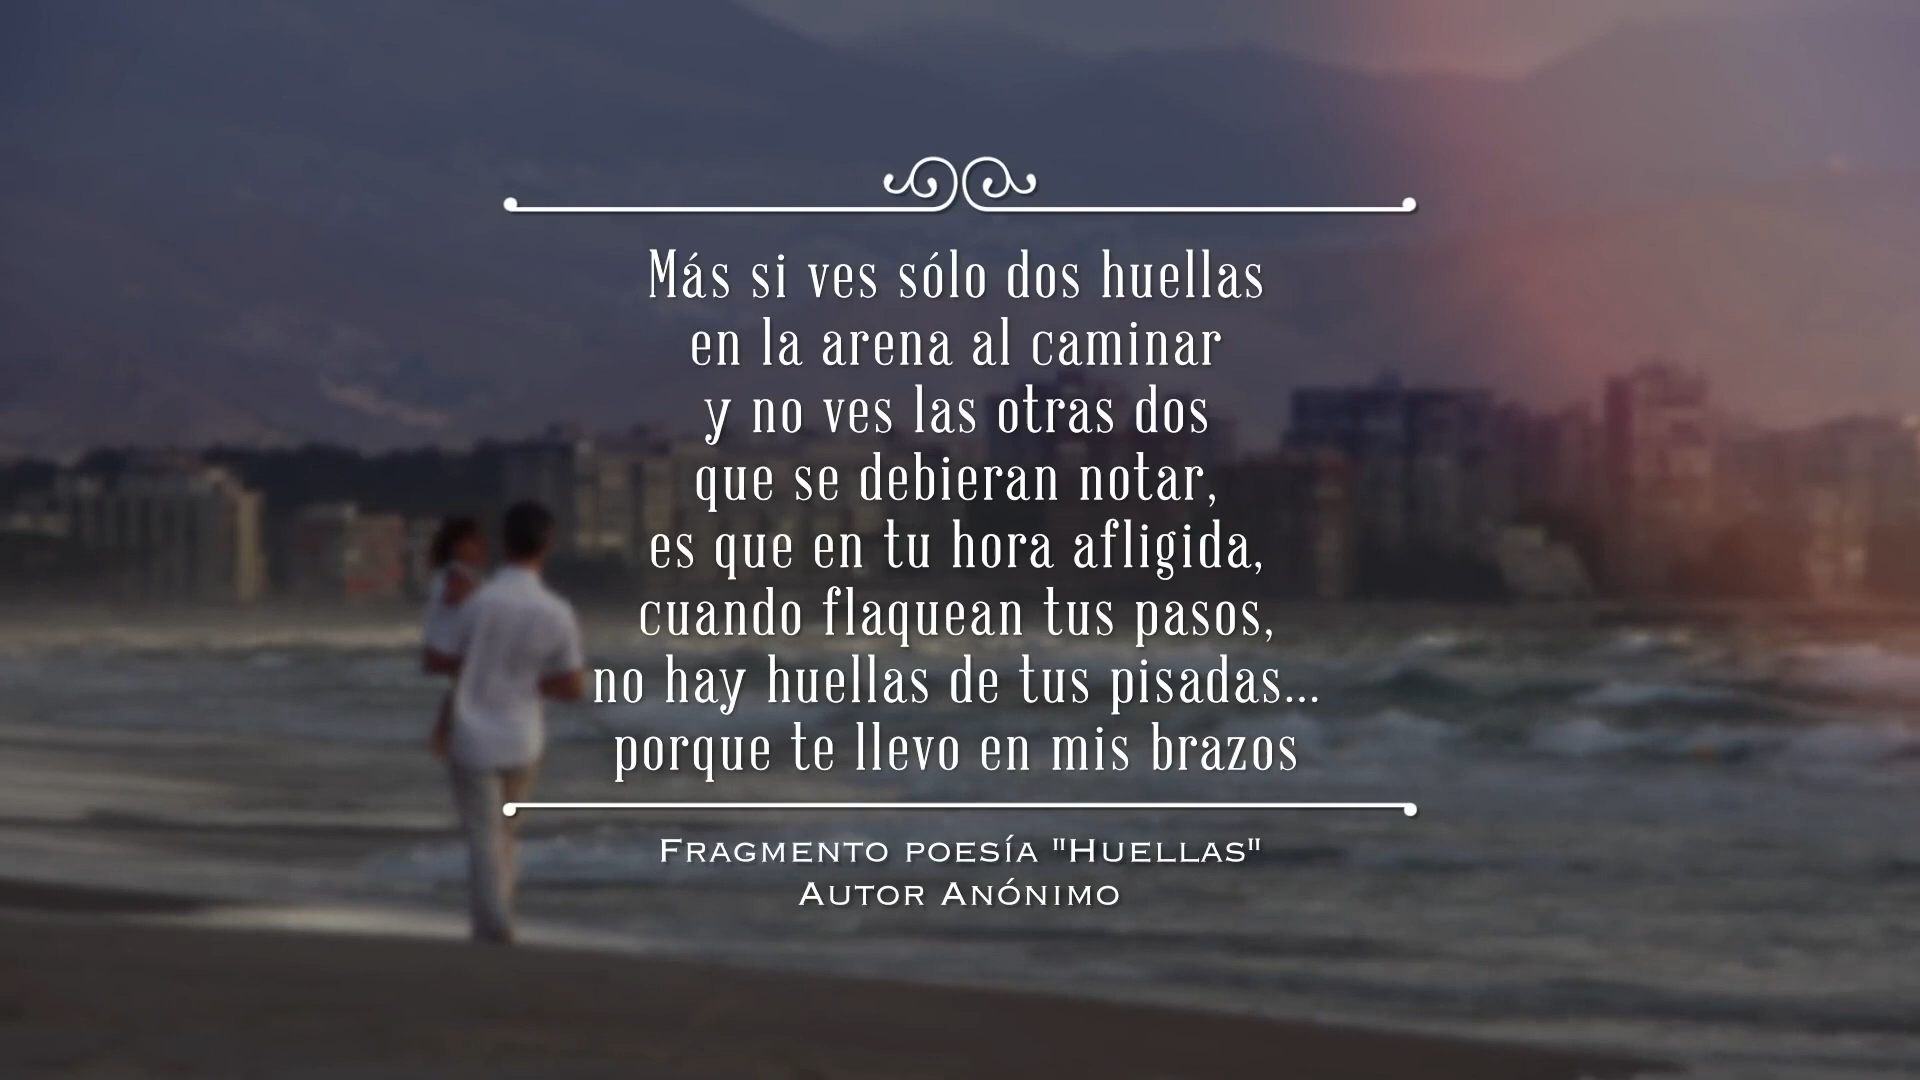 Más si ves sólo dos huellas
en la arena al caminar
y no ves las otras dos
que se debieran notar,
es que en tu hora afligida,
cuando flaquean tus pasos,
no hay huellas de tus pisadas...
porque te llevo en mis brazos
Fragmento poesía "Huellas"
Autor Anónimo